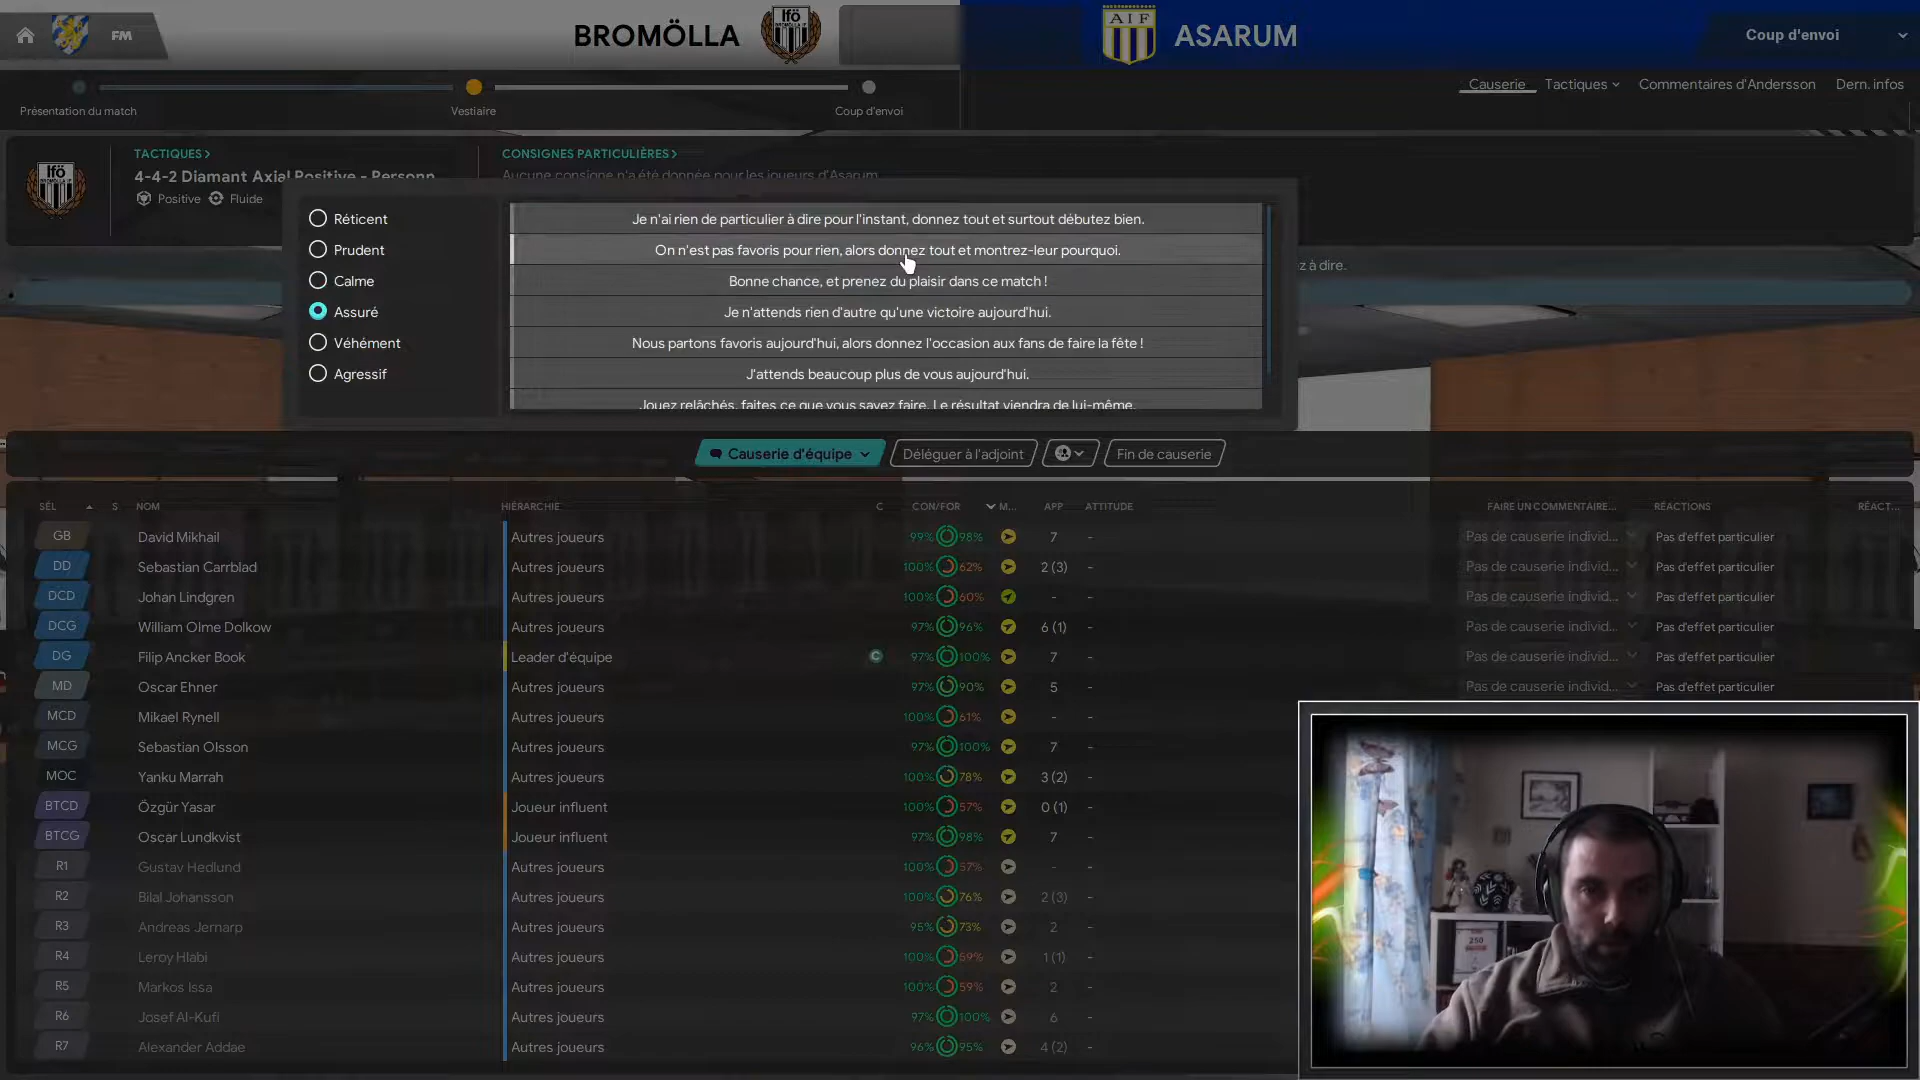 FM
BROMÖLLA
Ifö
BROMÖLLA IF
AIF
ASARUM
Coup d'envoi
Présentation du match
Vestiaire
Coup d'envoi
Causerie
Tactiques
Commentaires d'Andersson
Dern. infos
TACTIQUES >
4-4-2 Diamant Axial Positive - Personn
Positive
Fluide
CONSIGNES PARTICULIÈRES >
Aucune consigne n'a été donnée pour les joueurs d'Asarum
z à dire.
Réticent
Prudent
Calme
Assuré
Véhément
Agressif
Je n'ai rien de particulier à dire pour l'instant, donnez tout et surtout débutez bien.
On n'est pas favoris pour rien, alors donnez tout et montrez-leur pourquoi.
Bonne chance, et prenez du plaisir dans ce match !
Je n'attends rien d'autre qu'une victoire aujourd'hui.
Nous partons favoris aujourd'hui, alors donnez l'occasion aux fans de faire la fête !
J'attends beaucoup plus de vous aujourd'hui.
Jouez relâchés, faites ce que vous savez faire. Le résultat viendra de lui-même.
Causerie d'équipe
Déléguer à l'adjoint
Fin de causerie
SÉL S NOM HIÉRARCHIE C CON/FOR M... APP ATTITUDE FAIRE UN COMMENTAIRE... RÉACTIONS RÉACT...
GB David Mikhail Autres joueurs 99% 98% 7 - Pas de causerie individ... Pas d'effet particulier
DD Sebastian Carrblad Autres joueurs 100% 62% 2 (3) - Pas de causerie individ... Pas d'effet particulier
DCD Johan Lindgren Autres joueurs 100% 60% - - Pas de causerie individ... Pas d'effet particulier
DCG William Olme Dolkow Autres joueurs 97% 96% 6 (1) - Pas de causerie individ... Pas d'effet particulier
DG Filip Ancker Book Leader d'équipe C 97% 100% 7 - Pas de causerie individ... Pas d'effet particulier
MD Oscar Ehner Autres joueurs 97% 90% 5 - Pas de causerie individ... Pas d'effet particulier
MCD Mikael Rynell Autres joueurs 100% 61% - -
MCG Sebastian Olsson Autres joueurs 97% 100% 7 -
MOC Yanku Marrah Autres joueurs 100% 78% 3 (2) -
BTCD Özgür Yasar Joueur influent 100% 57% 0 (1) -
BTCG Oscar Lundkvist Joueur influent 97% 98% 7 -
R1 Gustav Hedlund Autres joueurs 100% 57% - -
R2 Bilal Johansson Autres joueurs 100% 76% 2 (3) -
R3 Andreas Jernarp Autres joueurs 95% 73% 2 -
R4 Leroy Hlabi Autres joueurs 100% 59% 1 (1) -
R5 Markos Issa Autres joueurs 100% 59% 2 -
R6 Josef Al-Kufi Autres joueurs 97% 100% 6 -
R7 Alexander Addae Autres joueurs 96% 95% 4 (2) -
250